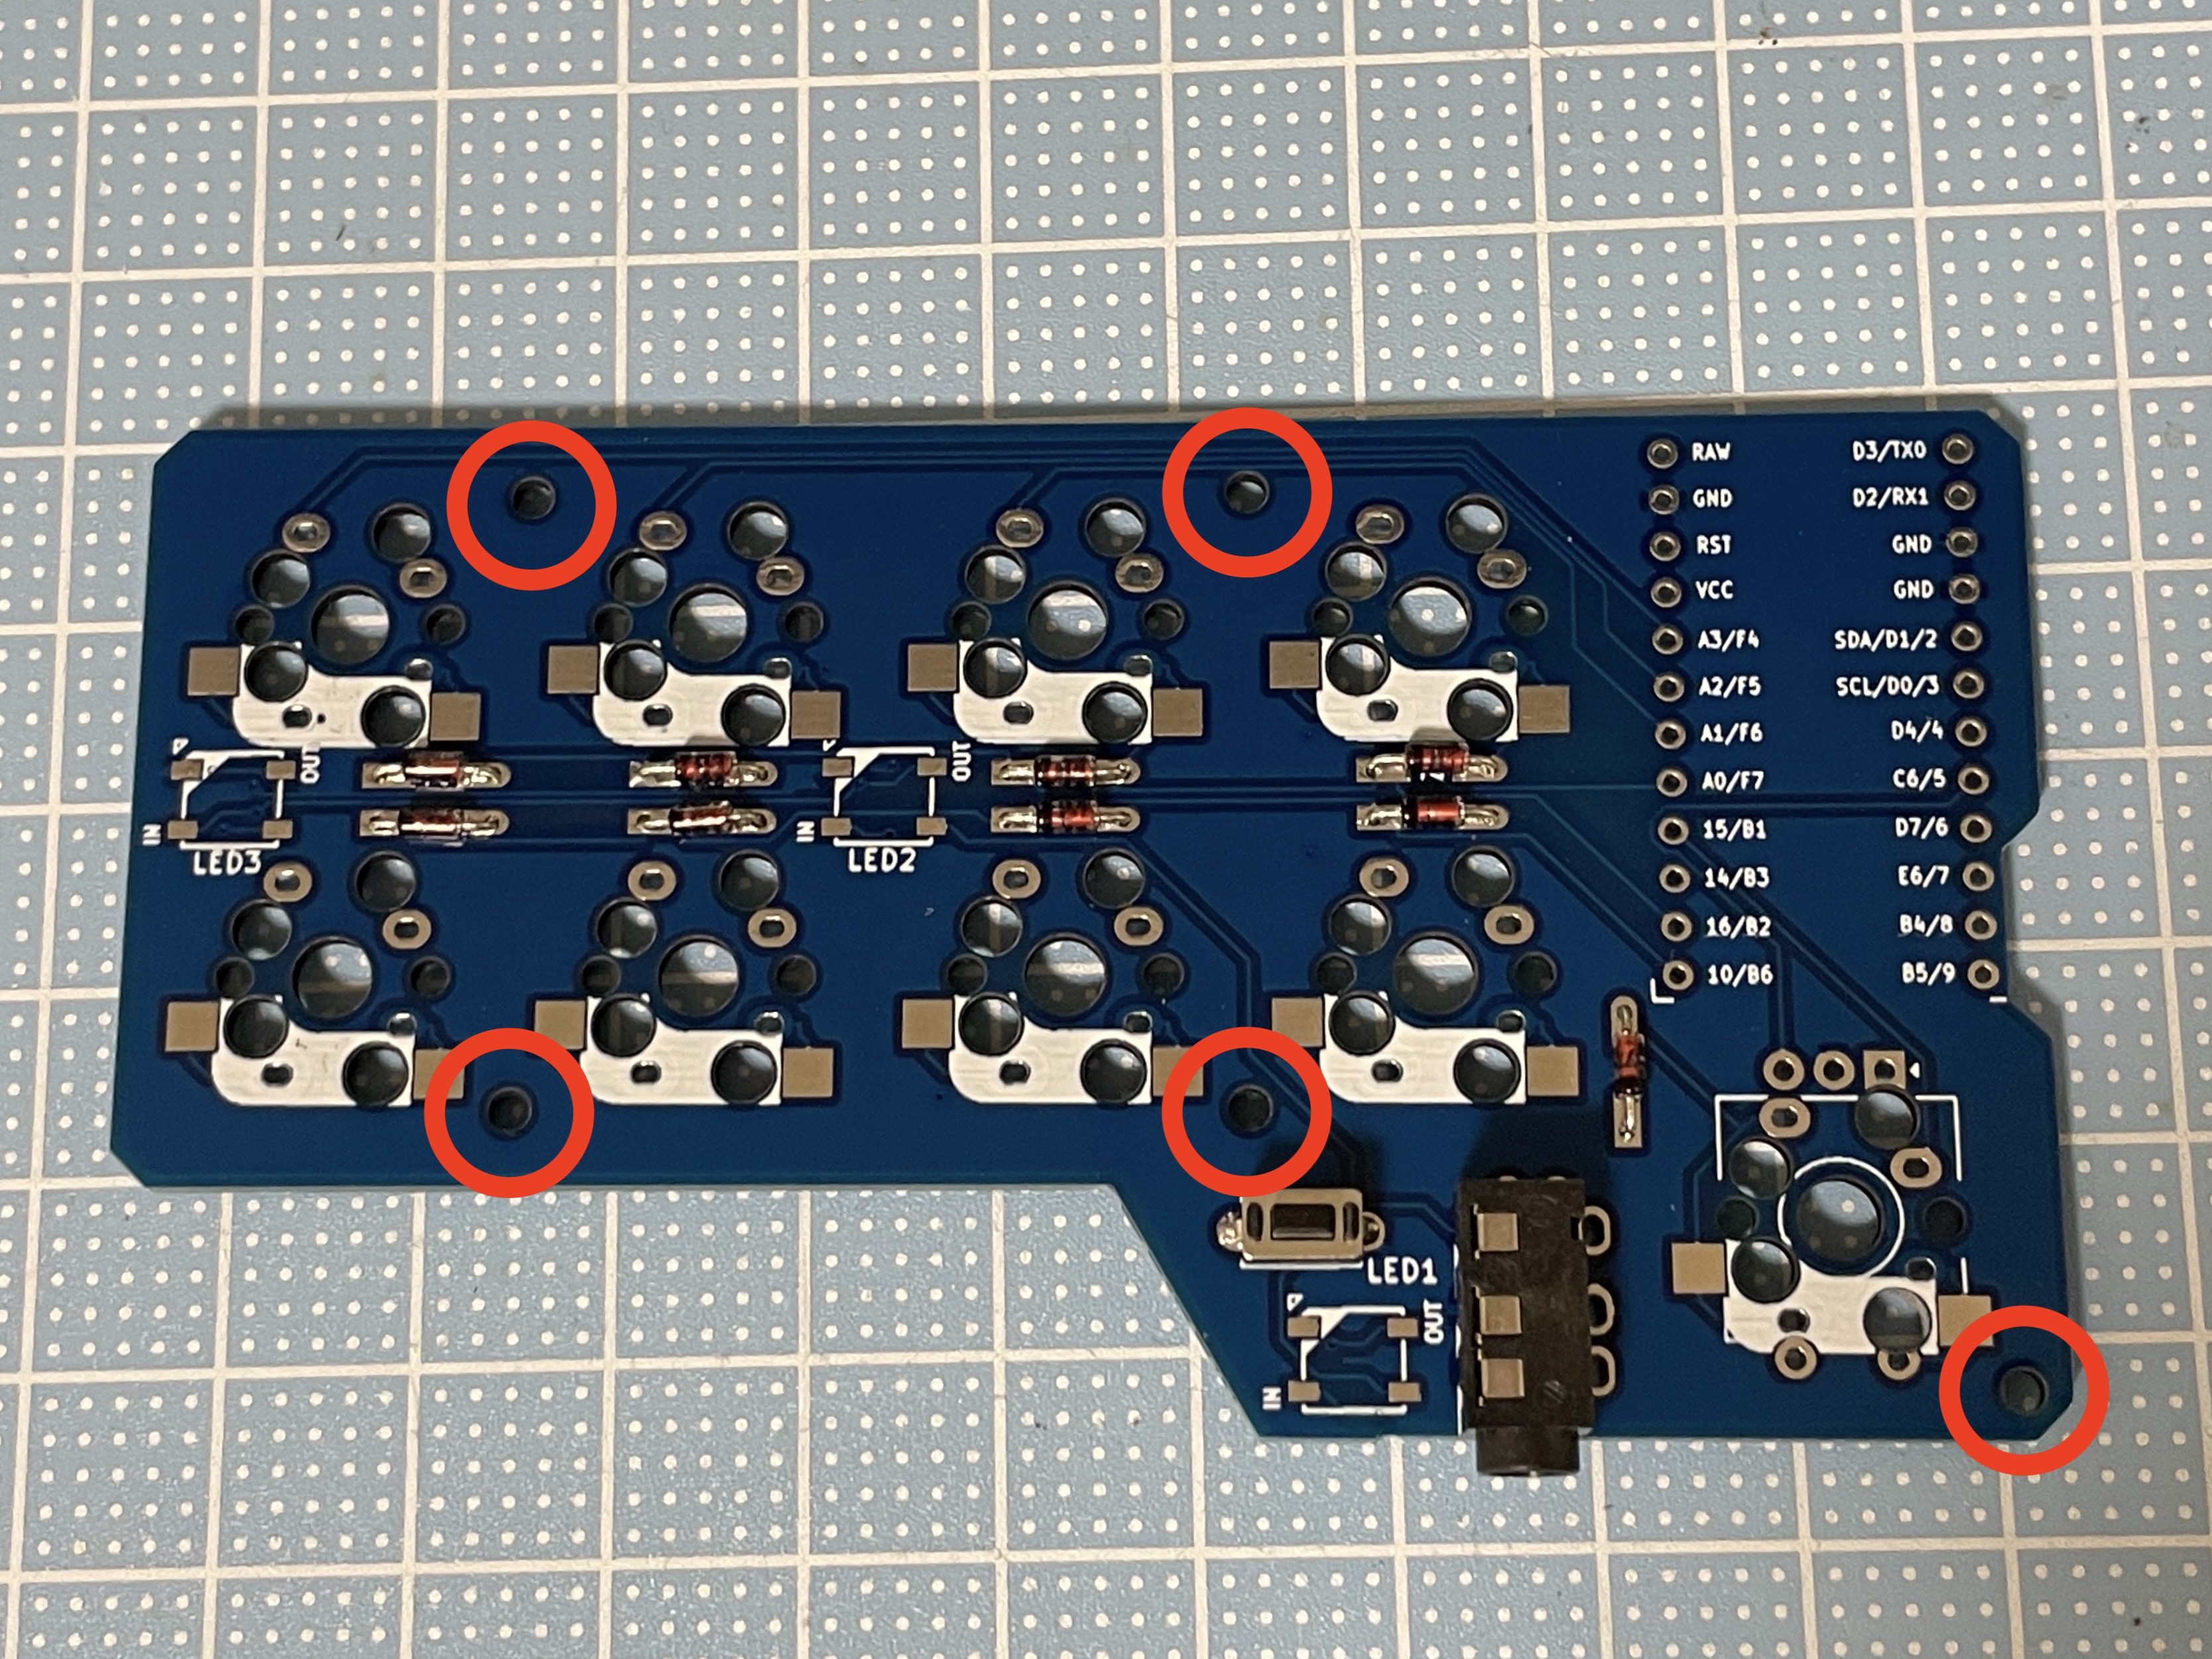 RAW D3/TX0
GND D2/RX1
RST GND
VCC GND
A3/F4 SDA/D1/2
A2/F5 SCL/D0/3
A1/F6 D4/4
A0/F7 C6/5
15/B1 D7/6
14/B3 E6/7
16/B2 B4/8
10/B6 B5/9
OUT
IN
LED3
OUT
IN
LED2
LED1
OUT
IN